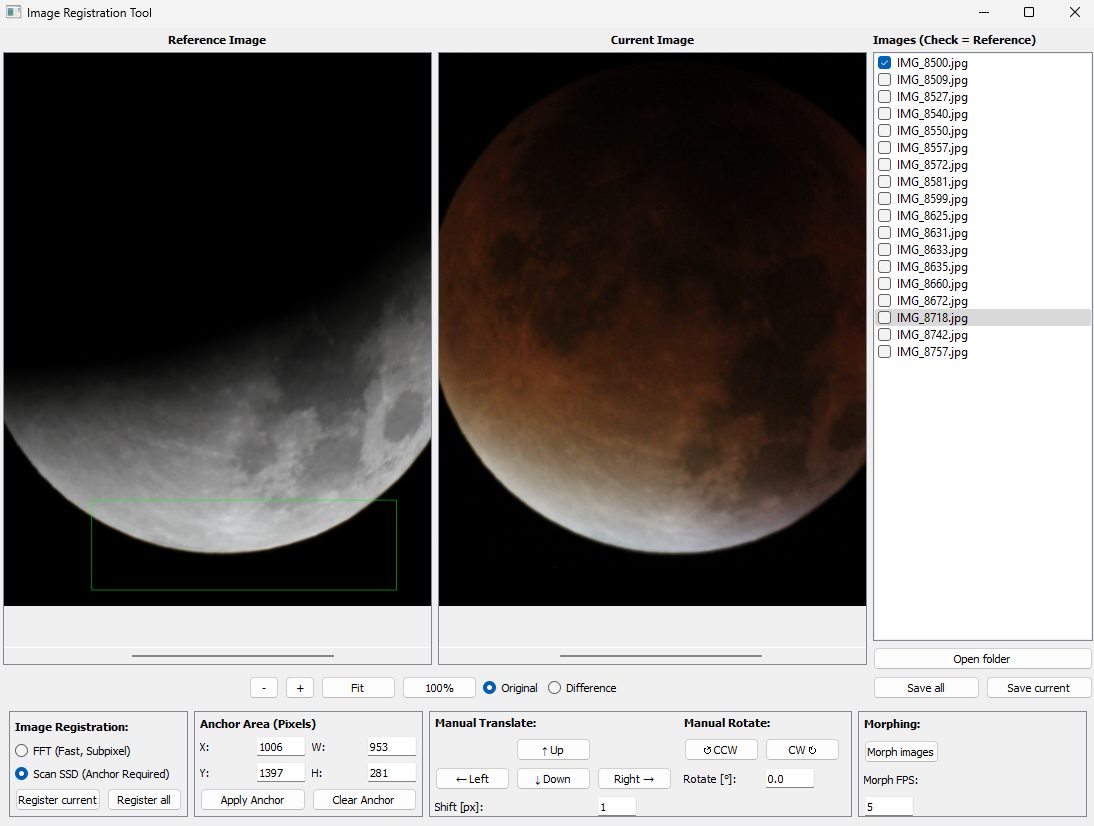 Image Registration Tool
Reference Image
Current Image
Images (Check = Reference)
IMG_8500.jpg
IMG_8509.jpg
IMG_8527.jpg
IMG_8540.jpg
IMG_8550.jpg
IMG_8557.jpg
IMG_8572.jpg
IMG_8581.jpg
IMG_8599.jpg
IMG_8625.jpg
IMG_8631.jpg
IMG_8633.jpg
IMG_8635.jpg
IMG_8660.jpg
IMG_8672.jpg
IMG_8718.jpg
IMG_8742.jpg
IMG_8757.jpg
Open folder
- + Fit 100% Original Difference
Save all Save current
Image Registration:
FFT (Fast, Subpixel)
Scan SSD (Anchor Required)
Register current Register all
Anchor Area (Pixels)
X: 1006 W: 953
Y: 1397 H: 281
Apply Anchor Clear Anchor
Manual Translate:
↑ Up
← Left ↓ Down Right →
Shift [px]: 1
Manual Rotate:
↺ CCW CW ↻
Rotate [º]: 0.0
Morphing:
Morph images
Morph FPS:
5